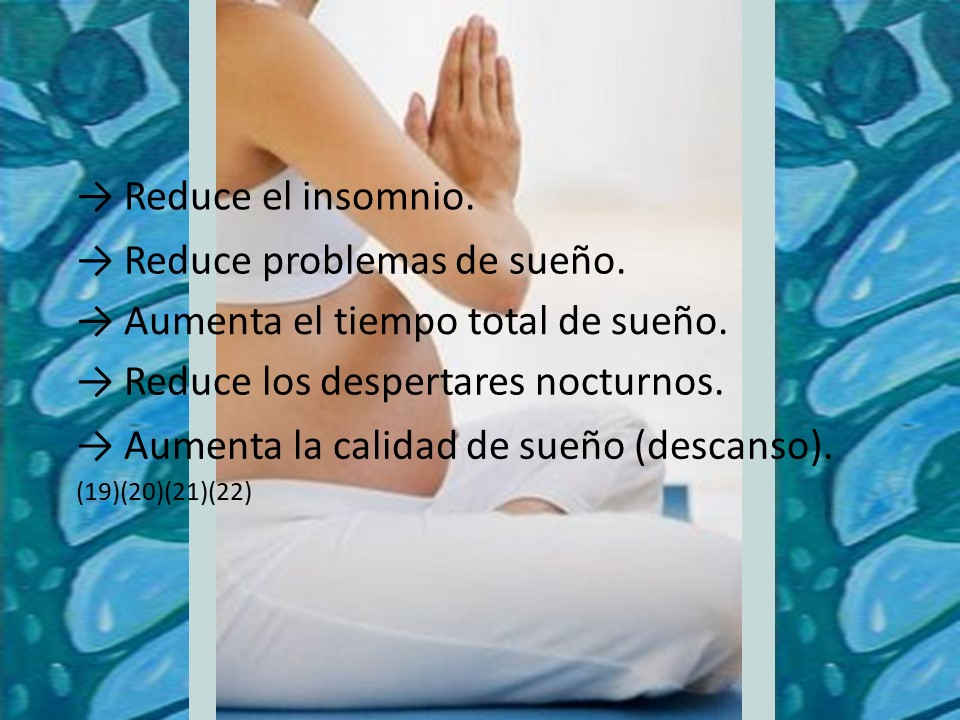 → Reduce el insomnio.
→ Reduce problemas de sueño.
→ Aumenta el tiempo total de sueño.
→ Reduce los despertares nocturnos.
→ Aumenta la calidad de sueño (descanso).
(19)(20)(21)(22)